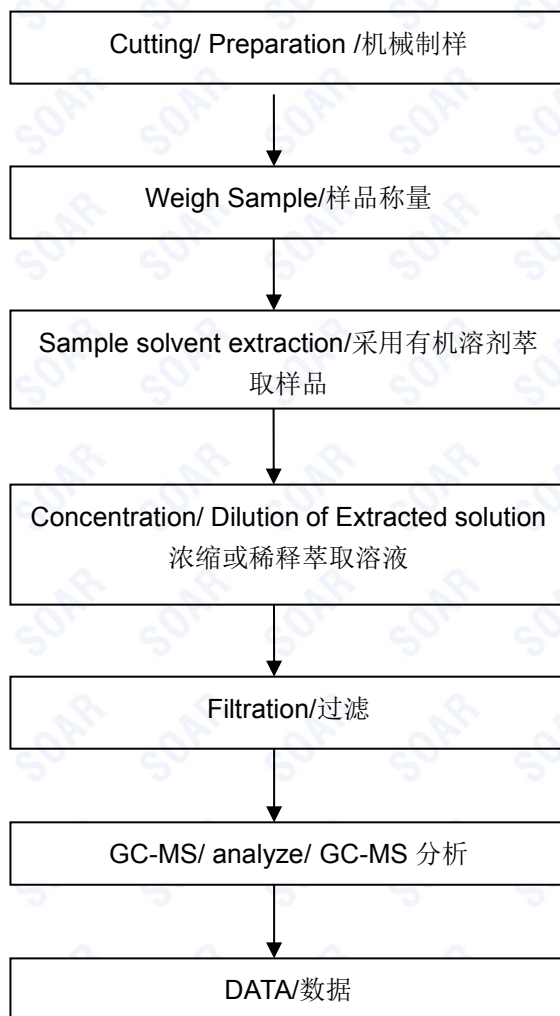 Cutting/ Preparation /机械制样
Weigh Sample/样品称量
Sample solvent extraction/采用有机溶剂萃
取样品
Concentration/ Dilution of Extracted solution
浓缩或稀释萃取溶液
Filtration/过滤
GC-MS/ analyze/ GC-MS 分析
DATA/数据
SOAR